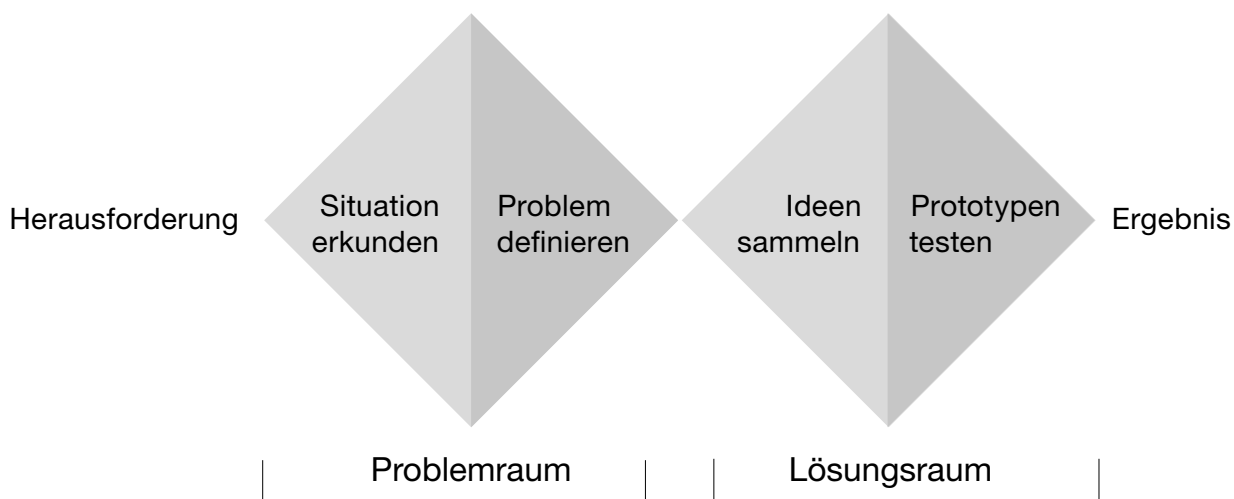 Herausforderung
Situation
erkunden
Problem
definieren
Ideen
sammeln
Prototypen
testen
Ergebnis
Problemraum
Lösungsraum